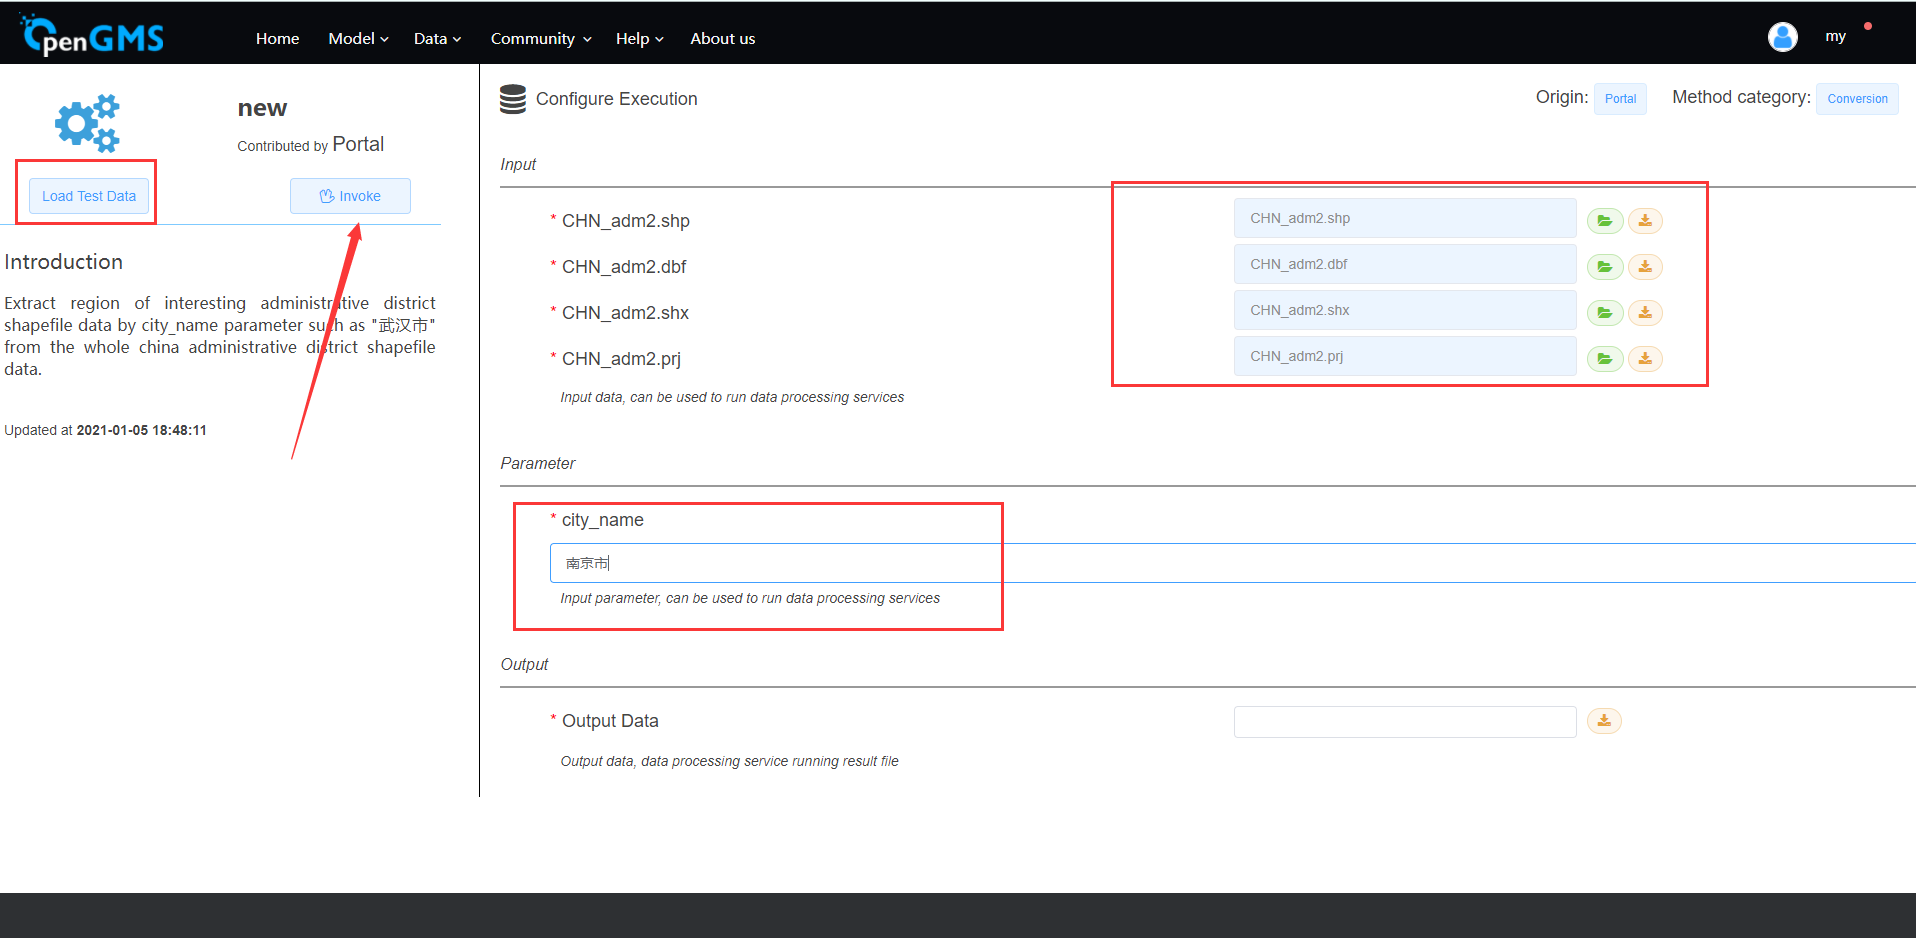 OpenGMS
Home Model Data Community Help About us
my
new
Contributed by Portal
Load Test Data
Invoke
Introduction
Extract region of interesting administrative district
shapefile data by city_name parameter such as "武汉市"
from the whole china administrative district shapefile
data.
Updated at 2021-01-05 18:48:11
Configure Execution
Origin: Portal Method category: Conversion
Input
* CHN_adm2.shp CHN_adm2.shp
* CHN_adm2.dbf CHN_adm2.dbf
* CHN_adm2.shx CHN_adm2.shx
* CHN_adm2.prj CHN_adm2.prj
Input data, can be used to run data processing services
Parameter
* city_name
南京市
Input parameter, can be used to run data processing services
Output
* Output Data
Output data, data processing service running result file